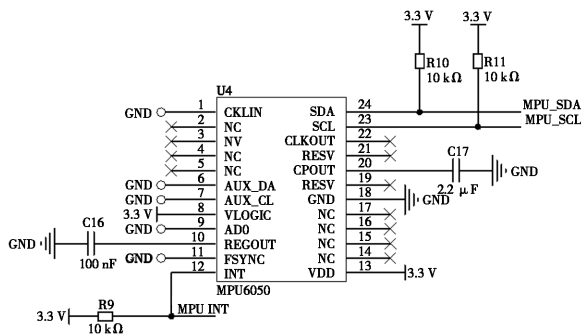 3.3 V 3.3 V
R10 R11
10 kΩ 10 kΩ
U4
GND 1 CKLIN SDA 24 MPU_SDA
2 NC SCL 23 MPU_SCL
3 NV CLKOUT 22
4 NC RESV 21
5 NC CPOUT 20 C17 2.2 μF GND
GND 6 AUX_DA RESV 19
GND 7 AUX_CL GND 18 GND
3.3 V 8 VLOGIC NC 17
GND 9 AD0 NC 16
GND C16 100 nF 10 REGOUT NC 15
GND 11 FSYNC NC 14
12 INT VDD 13 3.3 V
MPU6050
3.3 V R9 MPU INT
10 kΩ